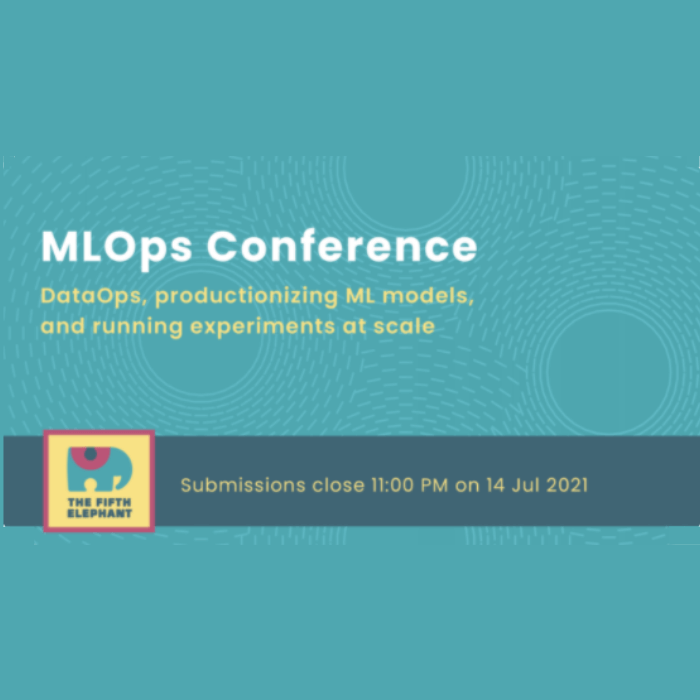 MLOps Conference
DataOps, productionizing ML models,
and running experiments at scale
THE FIFTH
ELEPHANT
Submissions close 11:00 PM on 14 Jul 2021